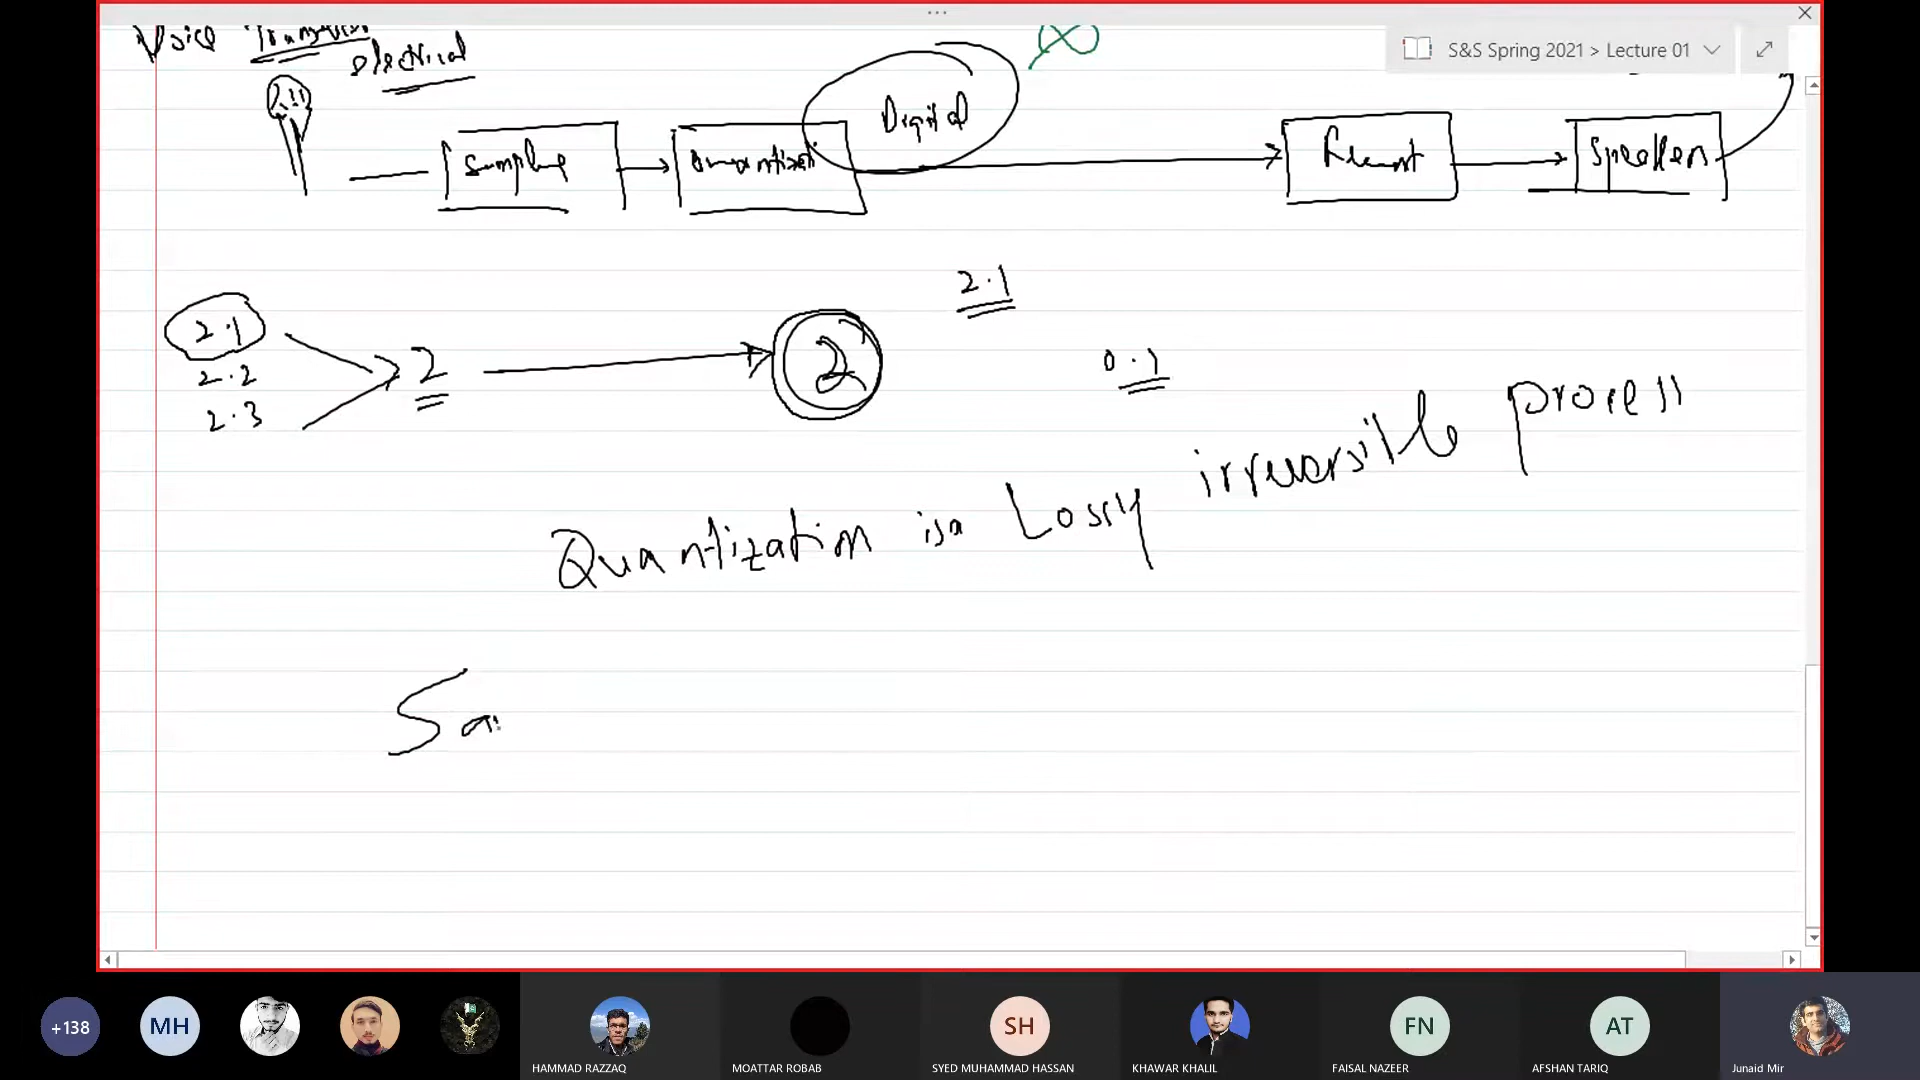 Voice Transducer
electrical
S&S Spring 2021 > Lecture 01
Digital
Sampling
Speaker
2.1
2.1
2.2
2.3
2
2
0.1
Quantization is a Lossy irreversible process
Sa
+138
MH
SH
FN
AT
HAMMAD RAZZAQ
MOATTAR ROBAB
SYED MUHAMMAD HASSAN
KHAWAR KHALIL
FAISAL NAZEER
AFSHAN TARIQ
Junaid Mir